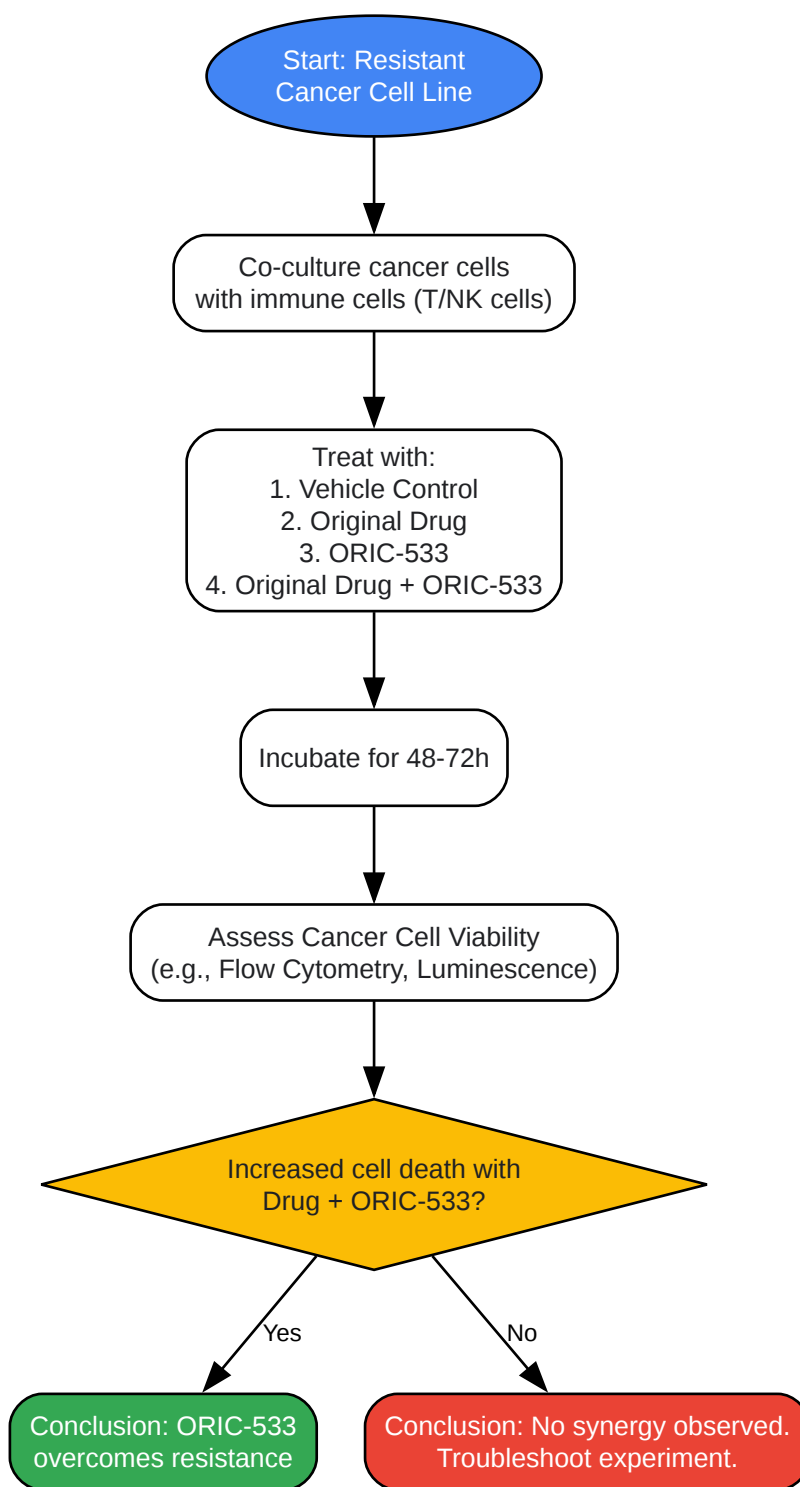 Start: Resistant
Cancer Cell Line
Co-culture cancer cells
with immune cells (T/NK cells)
Treat with:
1. Vehicle Control
2. Original Drug
3. ORIC-533
4. Original Drug + ORIC-533
Incubate for 48-72h
Assess Cancer Cell Viability
(e.g., Flow Cytometry, Luminescence)
Increased cell death with
Drug + ORIC-533?
Yes
No
Conclusion: ORIC-533
overcomes resistance
Conclusion: No synergy observed.
Troubleshoot experiment.